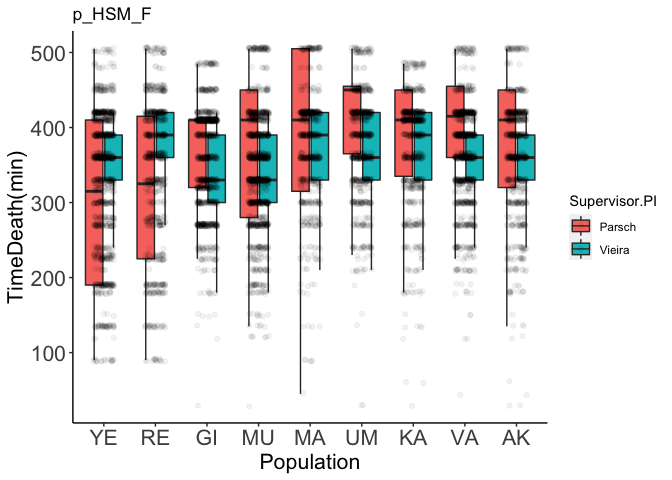 p_HSM_F
TimeDeath(min)
500
400
300
200
100
YE RE GI MU MA UM KA VA AK
Population
Supervisor.PI
Parsch
Vieira